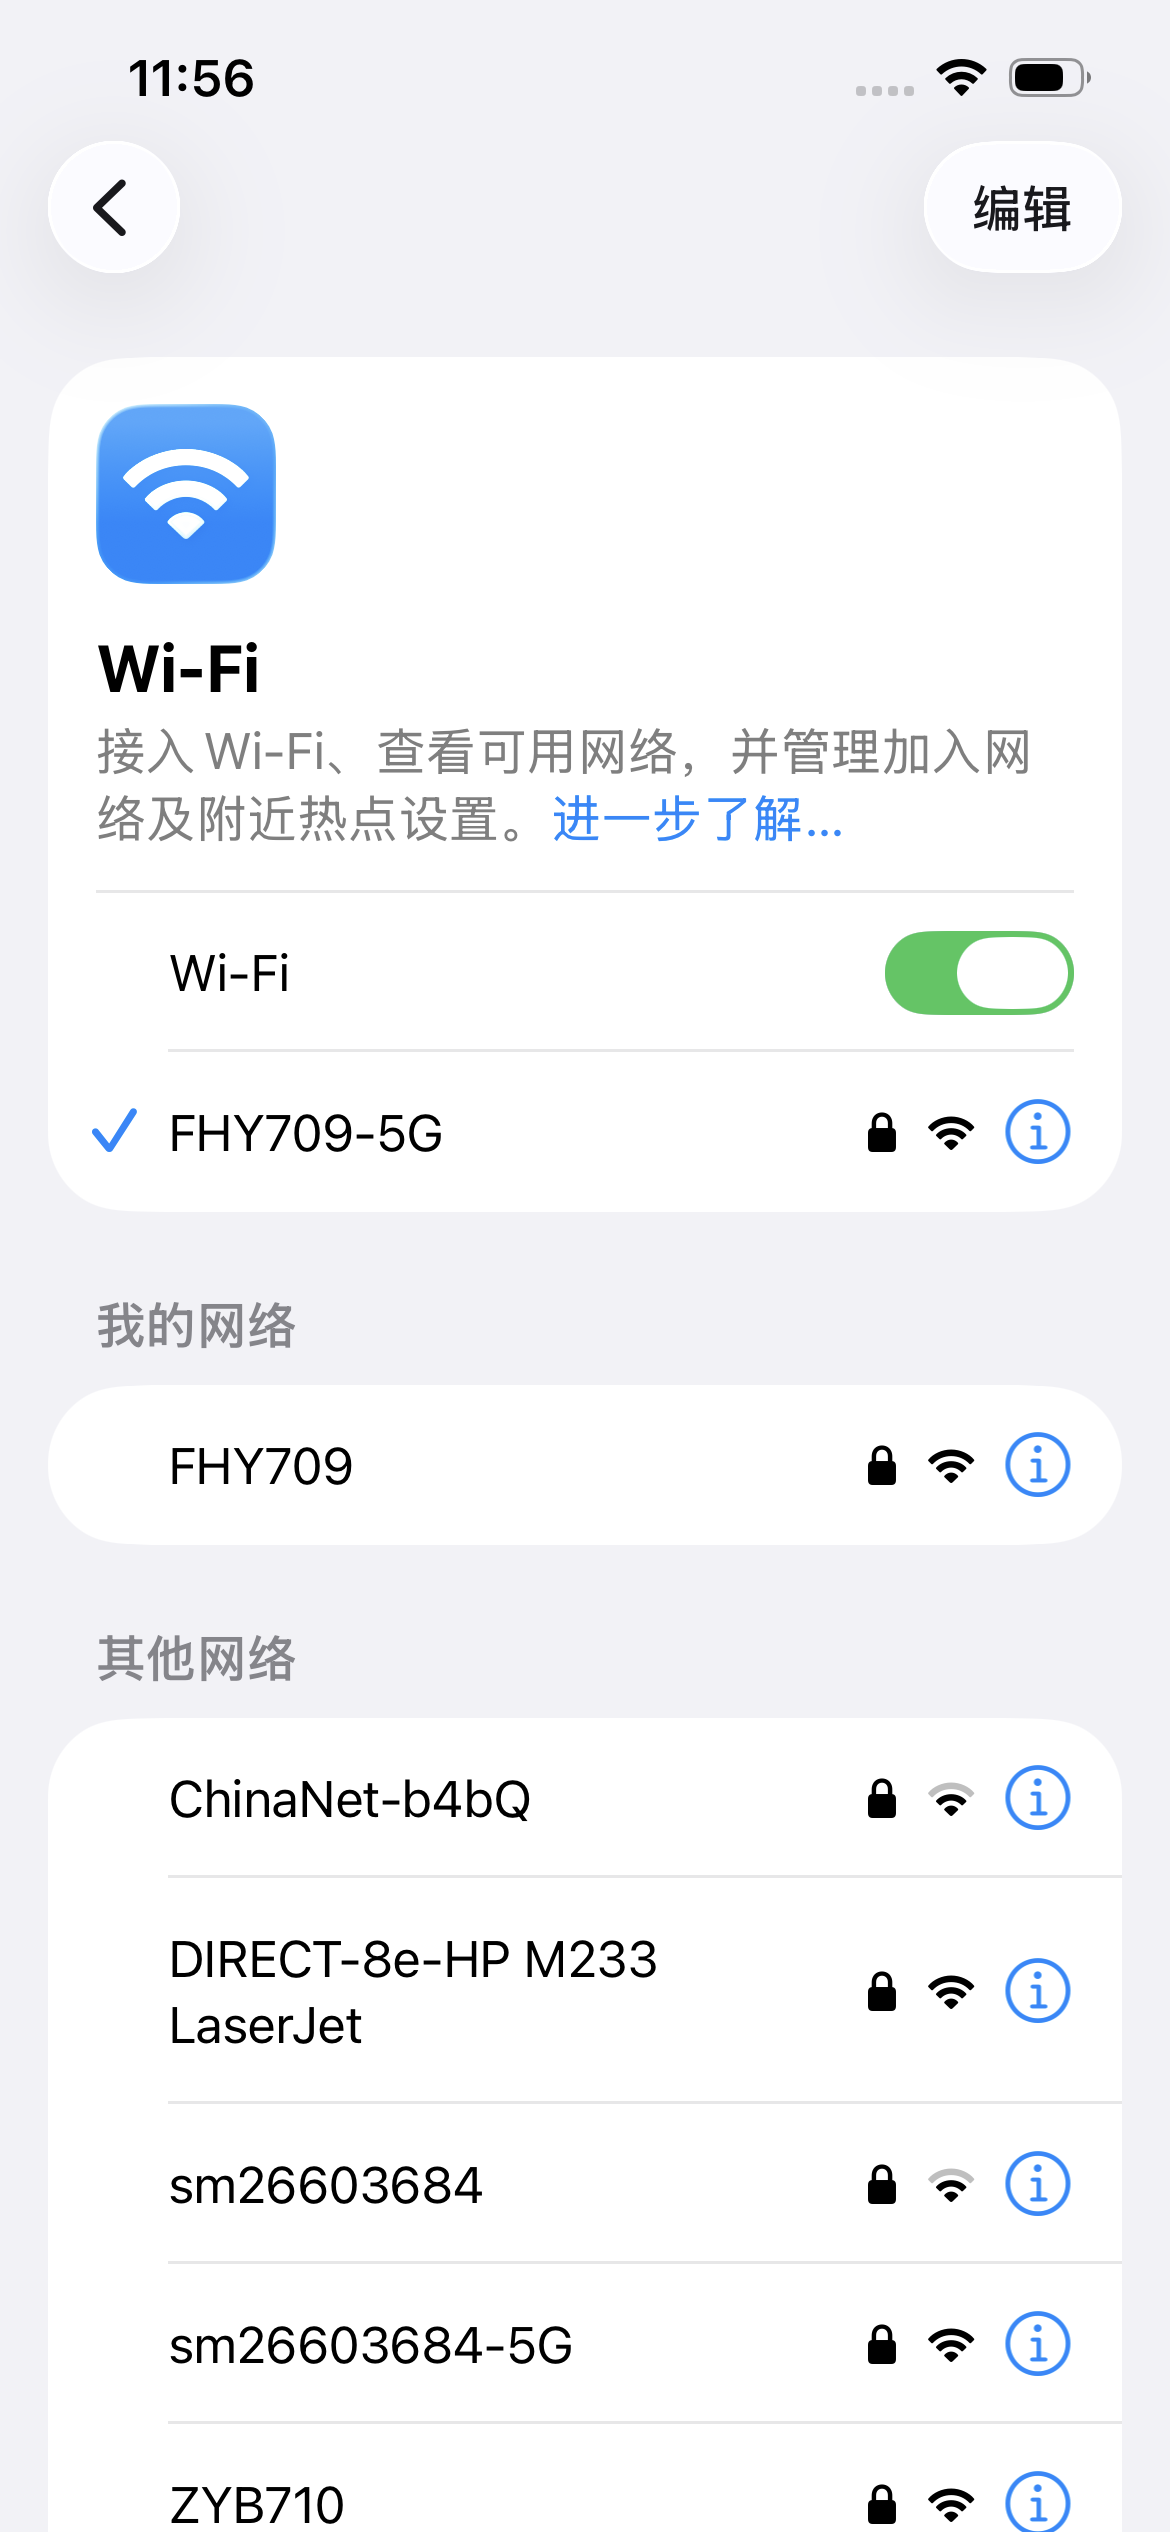 11:56
编辑
Wi-Fi
接入 Wi-Fi、查看可用网络，并管理加入网
络及附近热点设置。进一步了解...
Wi-Fi
FHY709-5G
我的网络
FHY709
其他网络
ChinaNet-b4bQ
DIRECT-8e-HP M233
LaserJet
sm26603684
sm26603684-5G
ZYB710